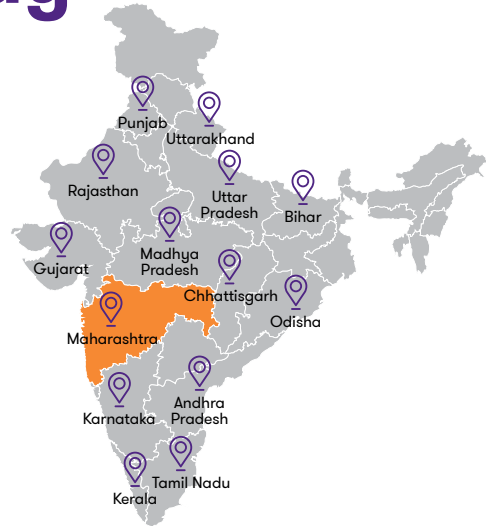 Punjab
Uttarakhand
Rajasthan
Uttar
Pradesh
Bihar
Gujarat
Madhya
Pradesh
Chhattisgarh
Odisha
Maharashtra
Karnataka
Andhra
Pradesh
Tamil Nadu
Kerala